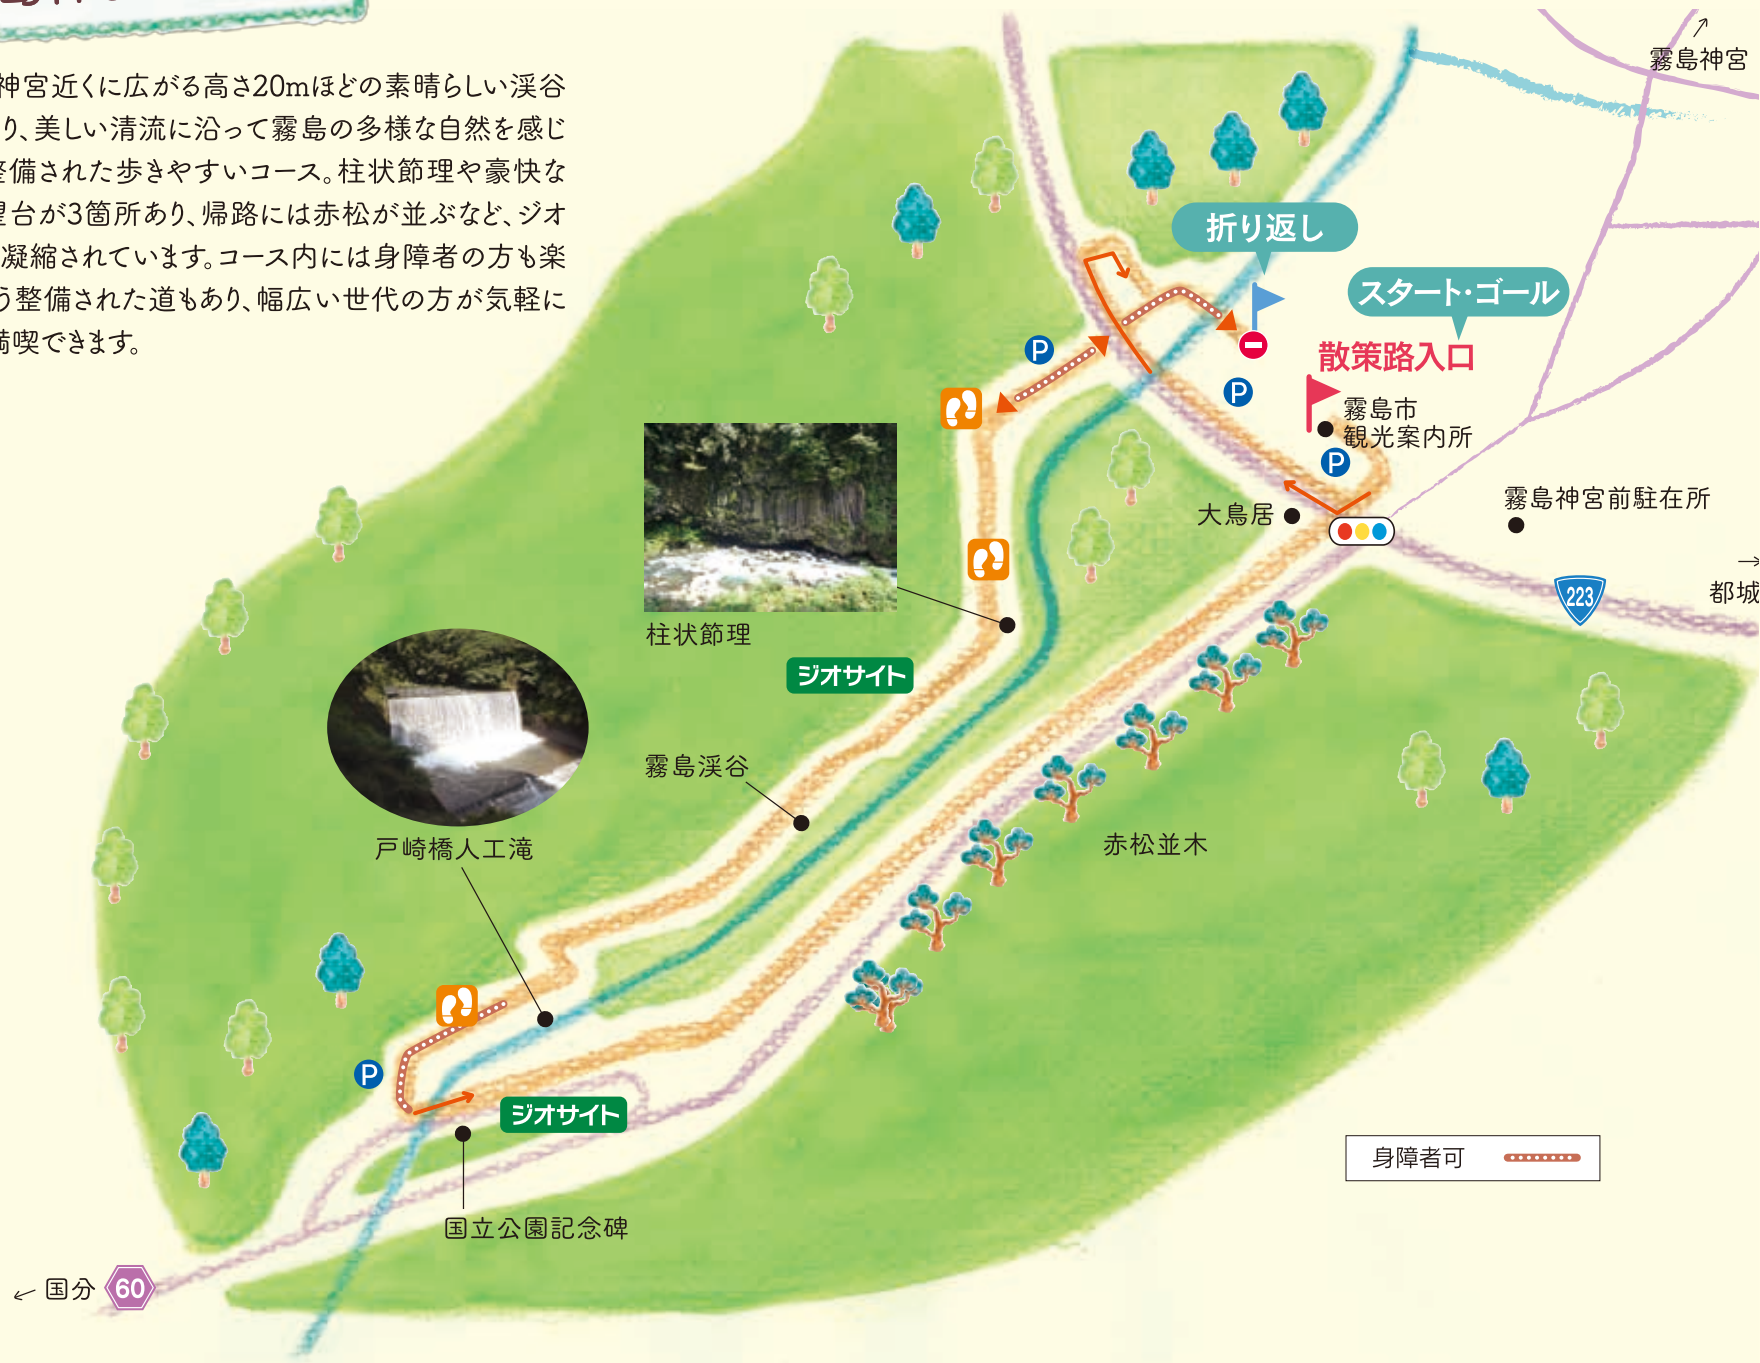 神宮近くに広がる高さ20mほどの素晴らしい渓谷
り、美しい清流に沿って霧島の多様な自然を感じ
整備された歩きやすいコース。柱状節理や豪快な
望台が3箇所あり、帰路には赤松が並ぶなど、ジオ
凝縮されています。コース内には身障者の方も楽
う整備された道もあり、幅広い世代の方が気軽に
満喫できます。
霧島神宮
折り返し
スタート・ゴール
散策路入口
P
P
霧島市
観光案内所
P
大鳥居
霧島神宮前駐在所
都城
223
柱状節理
ジオサイト
霧島渓谷
戸崎橋人工滝
赤松並木
P
ジオサイト
国立公園記念碑
身障者可
国分
60